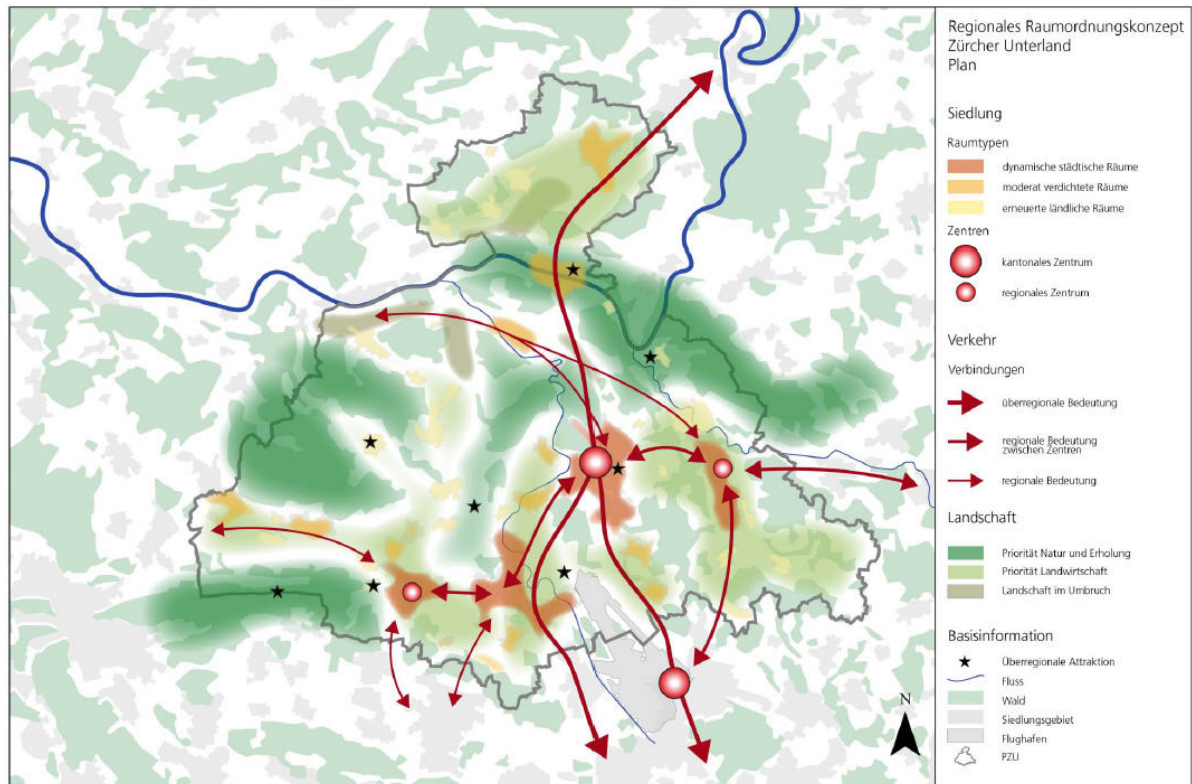 Regionales Raumordnungskonzept
Zürcher Unterland
Plan
Siedlung
Raumtypen
dynamische städtische Räume
moderat verdichtete Räume
erneuerte ländliche Räume
Zentren
kantonales Zentrum
regionales Zentrum
Verkehr
Verbindungen
überregionale Bedeutung
regionale Bedeutung
zwischen Zentren
regionale Bedeutung
Landschaft
Priorität Natur und Erholung
Priorität Landwirtschaft
Landschaft im Umbruch
Basisinformation
Überregionale Attraktion
Fluss
Wald
Siedlungsgebiet
Flughafen
PZU
N